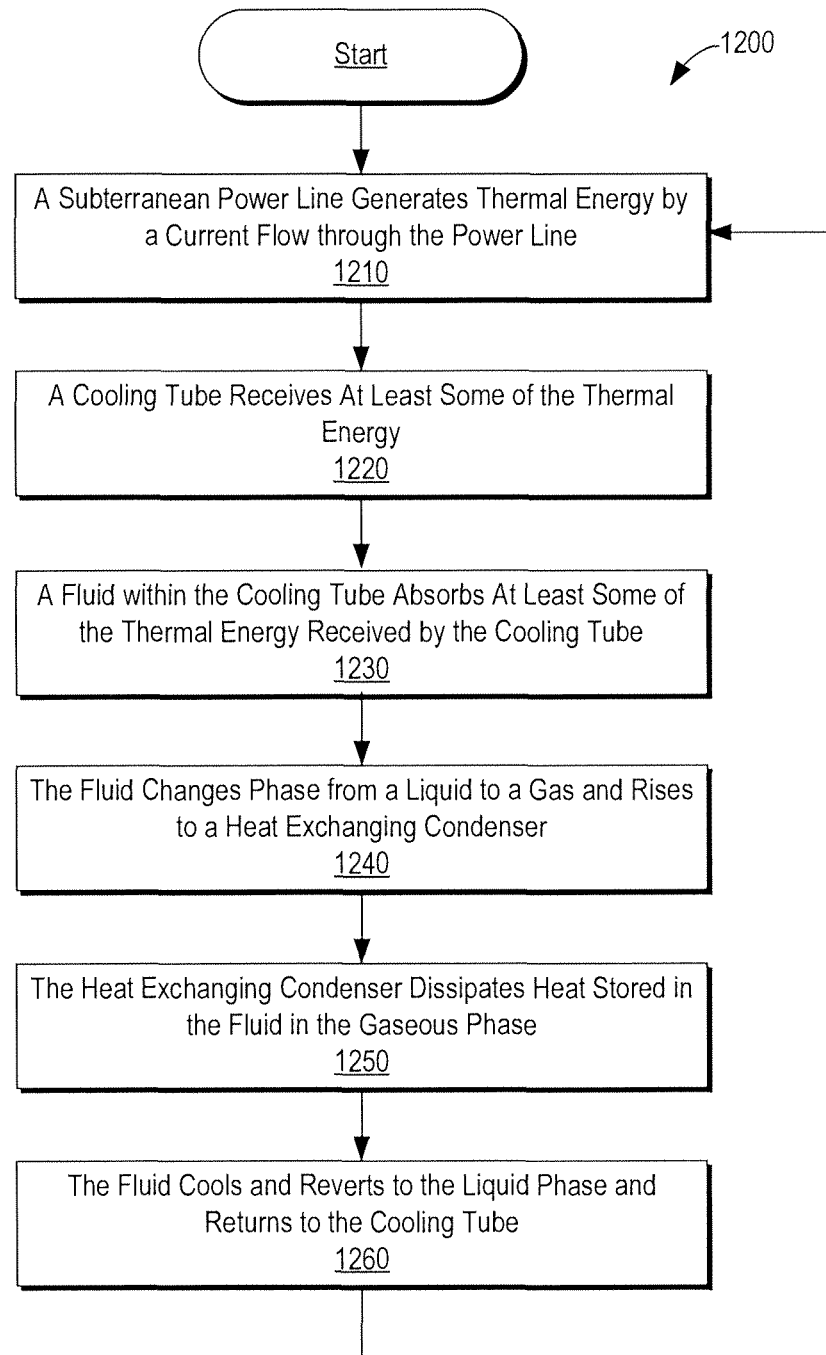 Start
1200
A Subterranean Power Line Generates Thermal Energy by
a Current Flow through the Power Line
1210
A Cooling Tube Receives At Least Some of the Thermal
Energy
1220
A Fluid within the Cooling Tube Absorbs At Least Some of
the Thermal Energy Received by the Cooling Tube
1230
The Fluid Changes Phase from a Liquid to a Gas and Rises
to a Heat Exchanging Condenser
1240
The Heat Exchanging Condenser Dissipates Heat Stored in
the Fluid in the Gaseous Phase
1250
The Fluid Cools and Reverts to the Liquid Phase and
Returns to the Cooling Tube
1260